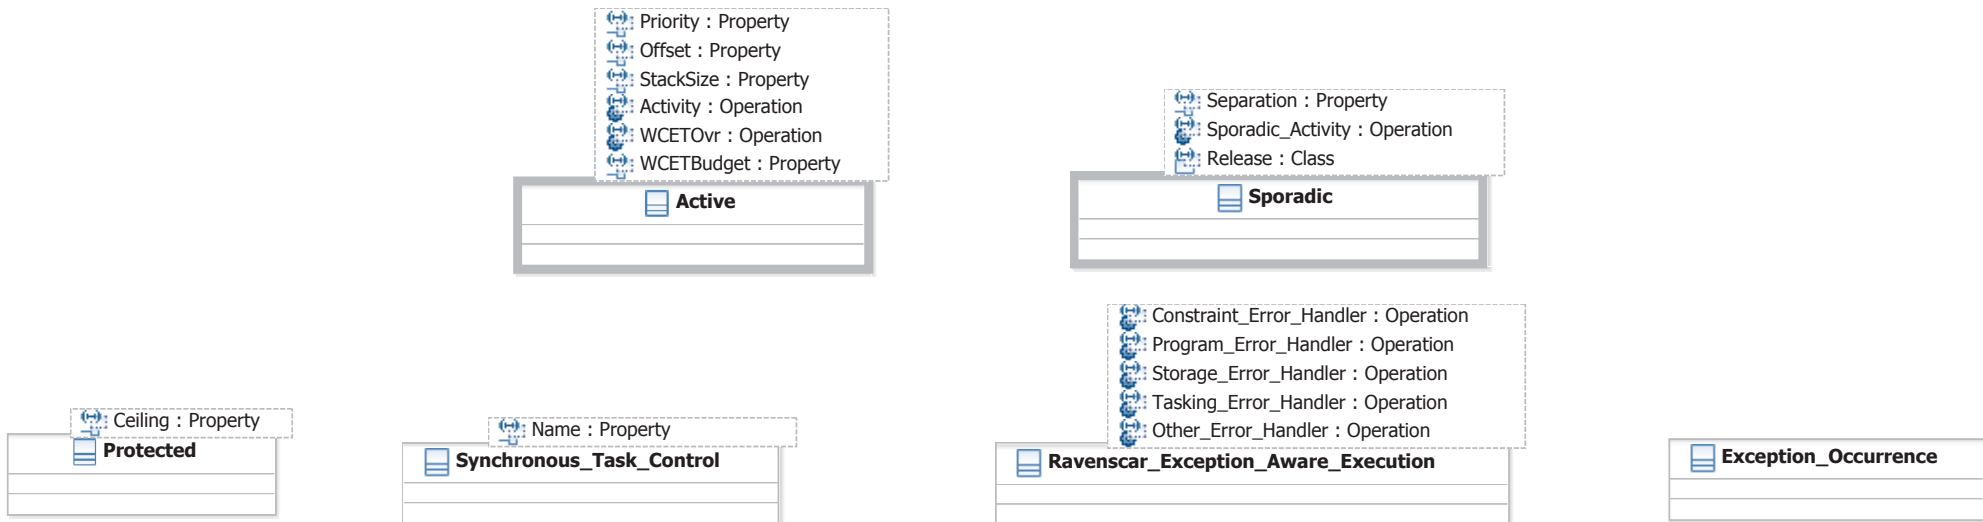 Priority : Property
Offset : Property
StackSize : Property
Activity : Operation
WCETOvr : Operation
WCETBudget : Property
Active
Separation : Property
Sporadic_Activity : Operation
Release : Class
Sporadic
Ceiling : Property
Protected
Name : Property
Synchronous_Task_Control
Constraint_Error_Handler : Operation
Program_Error_Handler : Operation
Storage_Error_Handler : Operation
Tasking_Error_Handler : Operation
Other_Error_Handler : Operation
Ravenscar_Exception_Aware_Execution
Exception_Occurrence